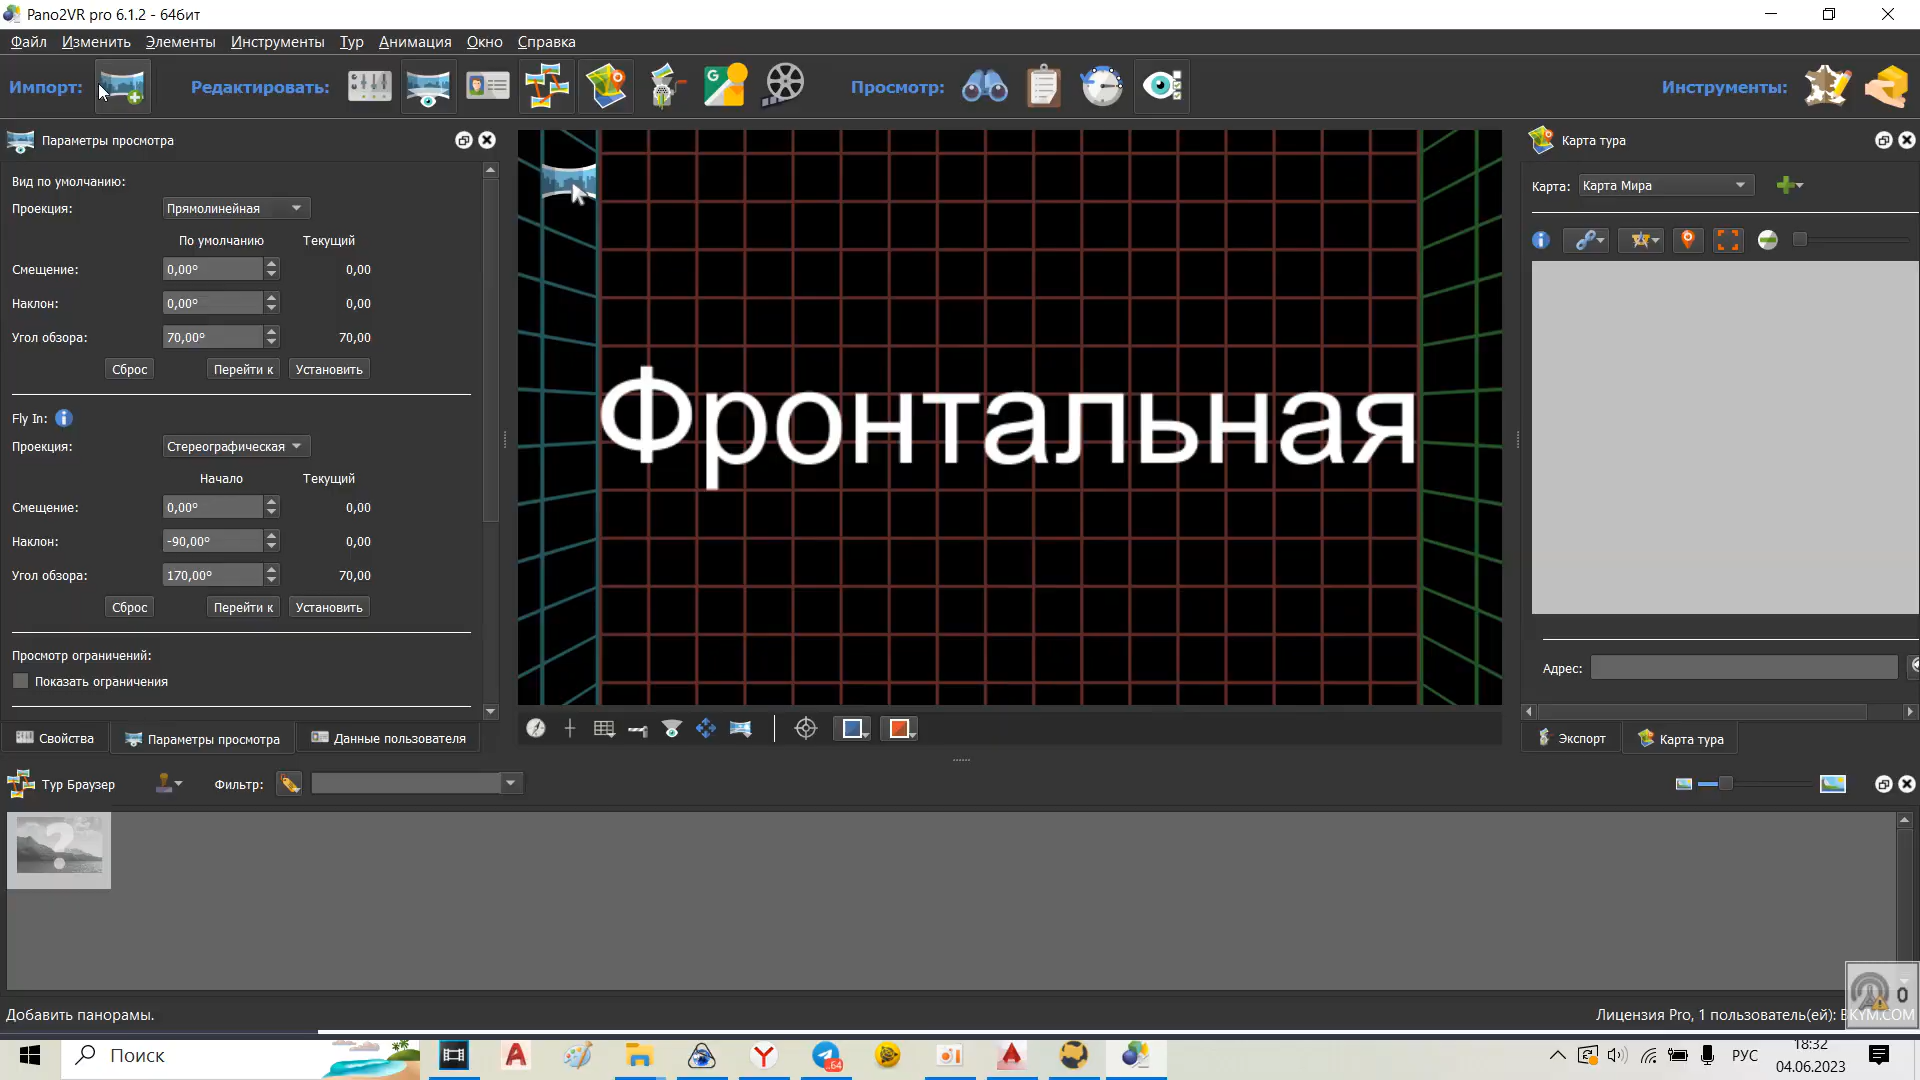 Pano2VR pro 6.1.2 - 64бит
Файл Изменить Элементы Инструменты Тур Анимация Окно Справка
Импорт: Редактировать: Просмотр: Инструменты:
Параметры просмотра
Вид по умолчанию:
Проекция: Прямолинейная
По умолчанию Текущий
Смещение: 0,00° 0,00
Наклон: 0,00° 0,00
Угол обзора: 70,00° 70,00
Сброс Перейти к Установить
Fly In:
Проекция: Стереографическая
Начало Текущий
Смещение: 0,00° 0,00
Наклон: -90,00° 0,00
Угол обзора: 170,00° 70,00
Сброс Перейти к Установить
Просмотр ограничений:
Показать ограничения
Свойства Параметры просмотра Данные пользователя
Фронтальная
Карта тура
Карта: Карта Мира
Адрес:
Экспорт Карта тура
Тур Браузер Фильтр:
?
0
Добавить панорамы.
Лицензия Pro, 1 пользователь(ей):
KYM.COM
Поиск
..64
РУС
18:32
04.06.2023